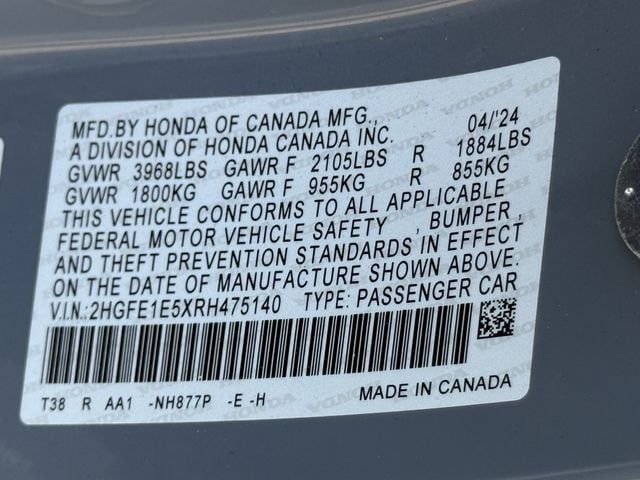 MFD.BY HONDA OF CANADA MFG., 04/'24
A DIVISION OF HONDA CANADA INC.
GVWR 3968LBS GAWR F 2105LBS R 1884LBS
GVWR 1800KG GAWR F 955KG R 855KG
THIS VEHICLE CONFORMS TO ALL APPLICABLE
FEDERAL MOTOR VEHICLE SAFETY , BUMPER,
AND THEFT PREVENTION STANDARDS IN EFFECT
ON THE DATE OF MANUFACTURE SHOWN ABOVE.
V.I.N.:2HGFE1E5XRH475140 TYPE: PASSENGER CAR
T38 R AA1 -NH877P -E -H MADE IN CANADA